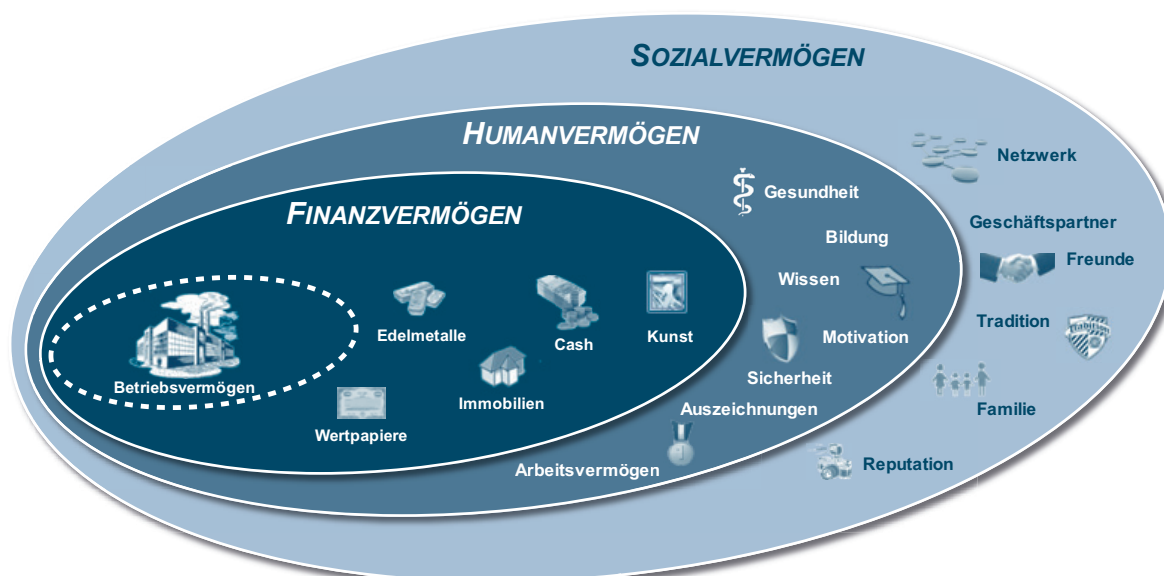 SOZIALVERMÖGEN
HUMANVERMÖGEN
FINANZVERMÖGEN
Betriebsvermögen
Edelmetalle
Wertpapiere
Immobilien
Cash
Kunst
Gesundheit
Bildung
Wissen
Motivation
Sicherheit
Auszeichnungen
Arbeitsvermögen
Netzwerk
Geschäftspartner
Freunde
Tradition
Familie
Reputation